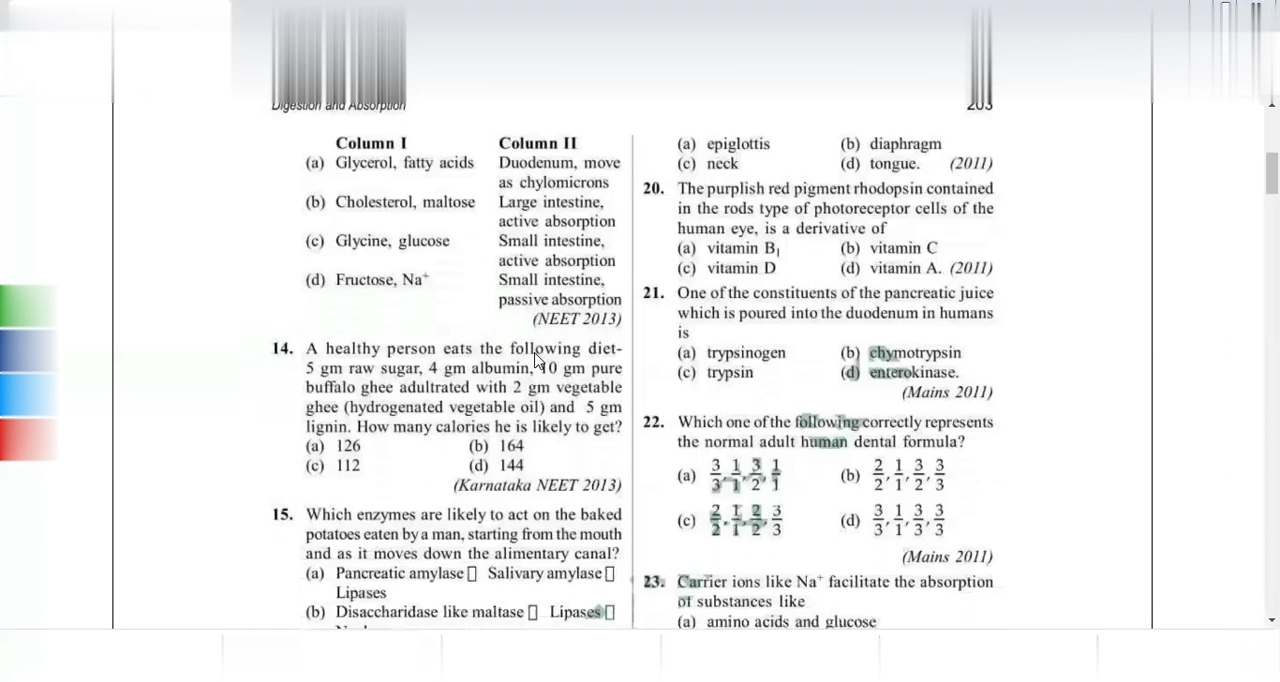 Digestion and Absorption
203
Column I Column II
(a) Glycerol, fatty acids Duodenum, move
as chylomicrons
(b) Cholesterol, maltose Large intestine,
active absorption
(c) Glycine, glucose Small intestine,
active absorption
(d) Fructose, Na⁺ Small intestine,
passive absorption
(NEET 2013)
14. A healthy person eats the following diet-
5 gm raw sugar, 4 gm albumin, 10 gm pure
buffalo ghee adultrated with 2 gm vegetable
ghee (hydrogenated vegetable oil) and 5 gm
lignin. How many calories he is likely to get?
(a) 126 (b) 164
(c) 112 (d) 144
(Karnataka NEET 2013)
15. Which enzymes are likely to act on the baked
potatoes eaten by a man, starting from the mouth
and as it moves down the alimentary canal?
(a) Pancreatic amylase Salivary amylase
Lipases
(b) Disaccharidase like maltase Lipases
(a) epiglottis (b) diaphragm
(c) neck (d) tongue. (2011)
20. The purplish red pigment rhodopsin contained
in the rods type of photoreceptor cells of the
human eye, is a derivative of
(a) vitamin B₁ (b) vitamin C
(c) vitamin D (d) vitamin A. (2011)
21. One of the constituents of the pancreatic juice
which is poured into the duodenum in humans
is
(a) trypsinogen (b) chymotrypsin
(c) trypsin (d) enterokinase.
(Mains 2011)
22. Which one of the following correctly represents
the normal adult human dental formula?
(a) 3/3, 1/1, 3/2, 1/1 (b) 2/2, 1/1, 3/2, 3/3
(c) 2/2, 1/1, 2/2, 3/3 (d) 3/3, 1/1, 3/3, 3/3
(Mains 2011)
23. Carrier ions like Na⁺ facilitate the absorption
of substances like
(a) amino acids and glucose